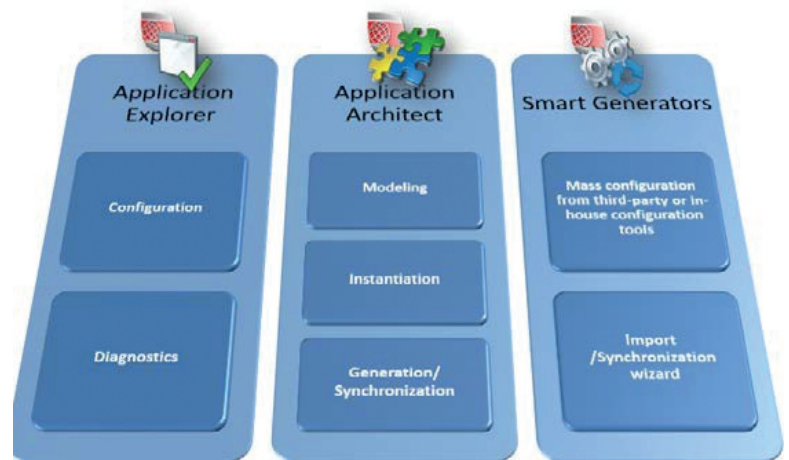 Application
Explorer
Configuration
Diagnostics
Application
Architect
Modeling
Instantiation
Generation/
Synchronization
Smart Generators
Mass configuration
from third-party or in-
house configuration
tools
Import
/Synchronization
wizard